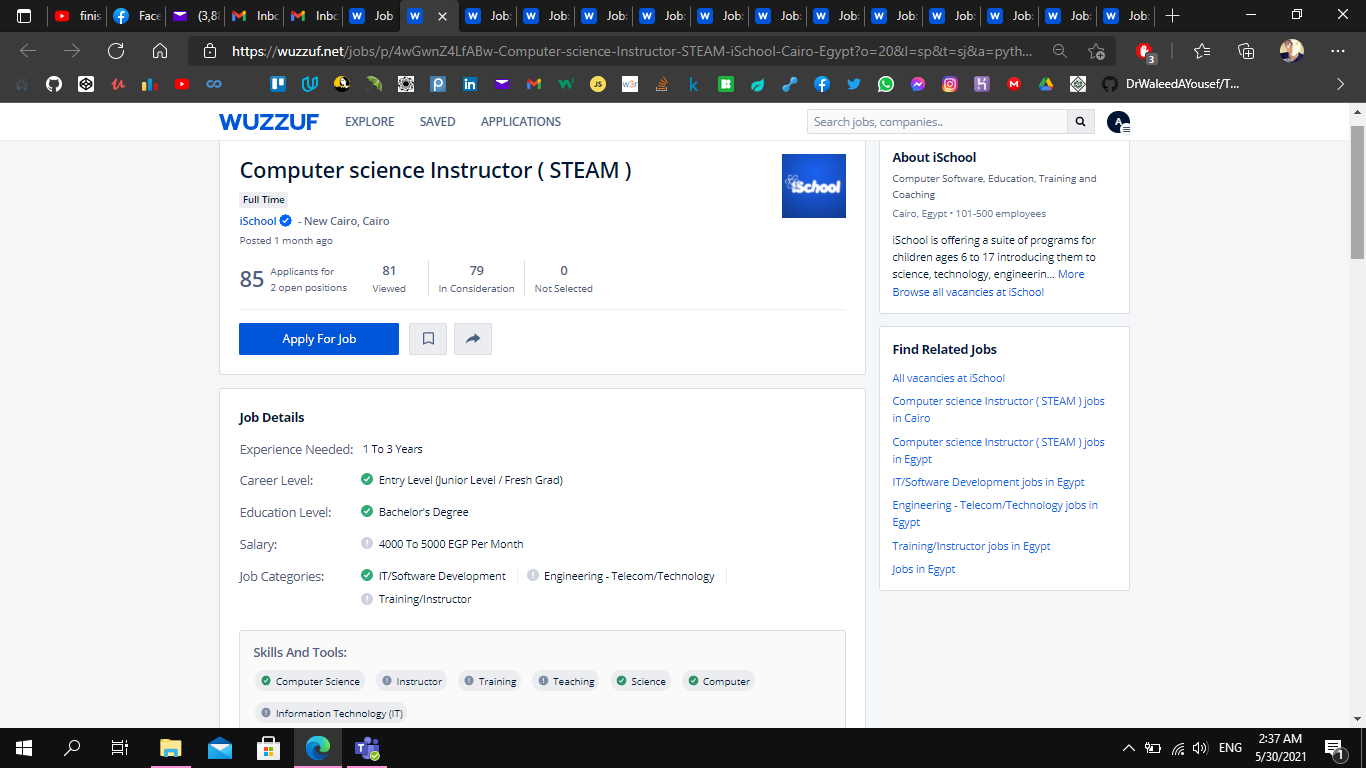 finis
Face
(3,8
Inbo
Inbo
Job
Job:
Job:
Job:
Job:
Job:
Job:
Job:
Job:
Job:
Job:
Job:
Job:
https://wuzzuf.net/jobs/p/4wGwnZ4LfABw-Computer-science-Instructor-STEAM-iSchool-Cairo-Egypt?o=20&l=sp&t=sj&a=pyth...
3
DrWaleedAYousef/T...
WUZZUF EXPLORE SAVED APPLICATIONS
Search jobs, companies..
A
Computer science Instructor ( STEAM )
Full Time
iSchool - New Cairo, Cairo
Posted 1 month ago
iSchool
85 Applicants for
2 open positions
81
Viewed
79
In Consideration
0
Not Selected
Apply For Job
Job Details
Experience Needed: 1 To 3 Years
Career Level: Entry Level (Junior Level / Fresh Grad)
Education Level: Bachelor's Degree
Salary: 4000 To 5000 EGP Per Month
Job Categories: IT/Software Development Engineering - Telecom/Technology
Training/Instructor
Skills And Tools:
Computer Science Instructor Training Teaching Science Computer
Information Technology (IT)
About iSchool
Computer Software, Education, Training and
Coaching
Cairo, Egypt • 101-500 employees
iSchool is offering a suite of programs for
children ages 6 to 17 introducing them to
science, technology, engineerin... More
Browse all vacancies at iSchool
Find Related Jobs
All vacancies at iSchool
Computer science Instructor ( STEAM ) jobs
in Cairo
Computer science Instructor ( STEAM ) jobs
in Egypt
IT/Software Development jobs in Egypt
Engineering - Telecom/Technology jobs in
Egypt
Training/Instructor jobs in Egypt
Jobs in Egypt
ENG
2:37 AM
5/30/2021
1